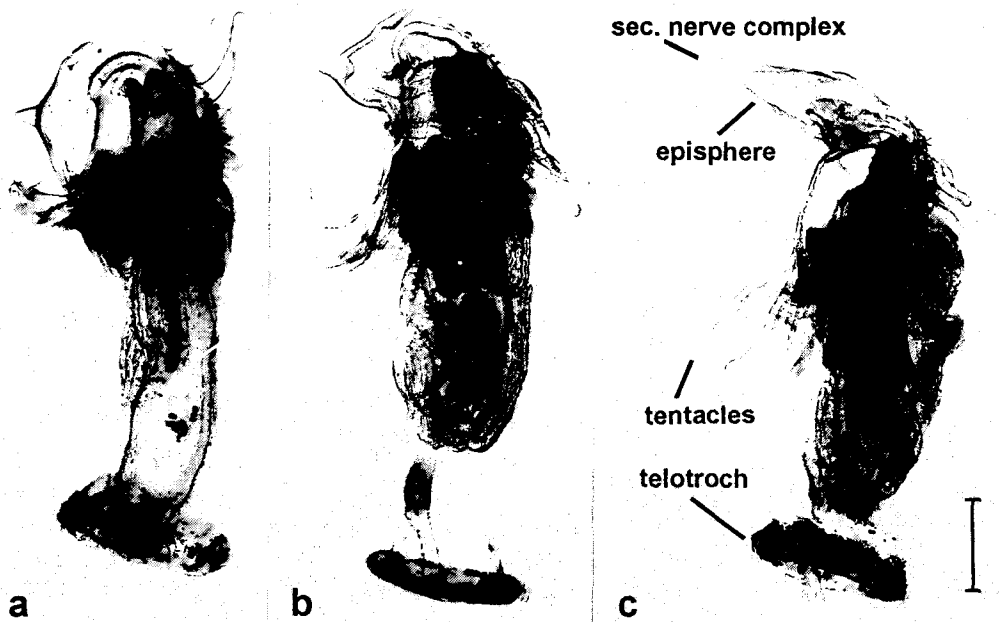 sec. nerve complex
episphere
tentacles
telotroch
a
b
c